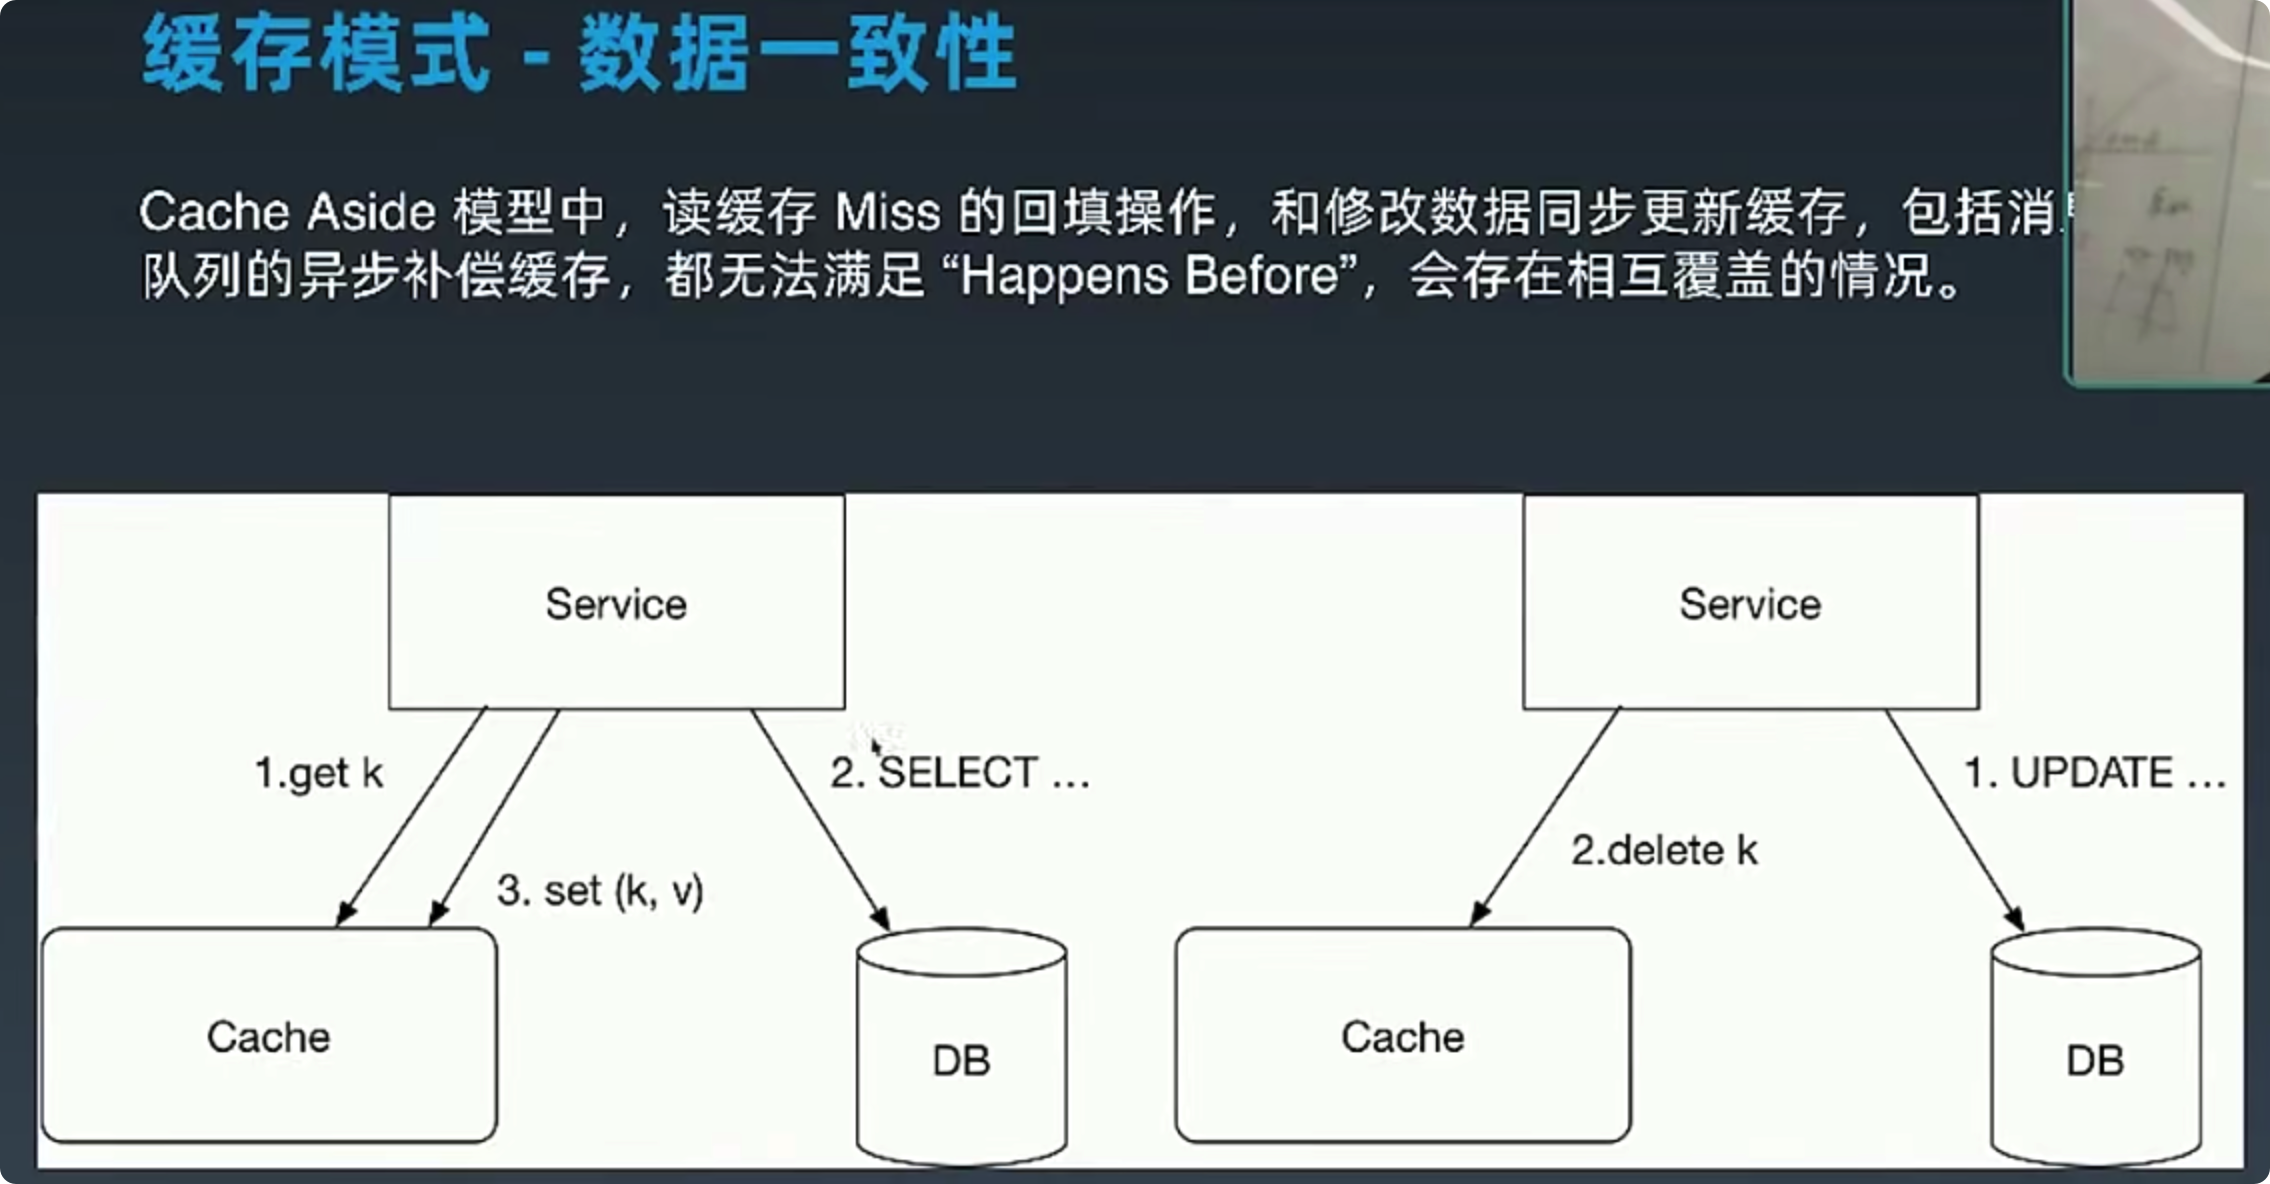 缓存模式 - 数据一致性
Cache Aside 模型中，读缓存 Miss 的回填操作，和修改数据同步更新缓存，包括消
队列的异步补偿缓存，都无法满足 “Happens Before”，会存在相互覆盖的情况。
Service
Service
1.get k
2. SELECT ...
1. UPDATE ...
2.delete k
3. set (k, v)
Cache
DB
Cache
DB